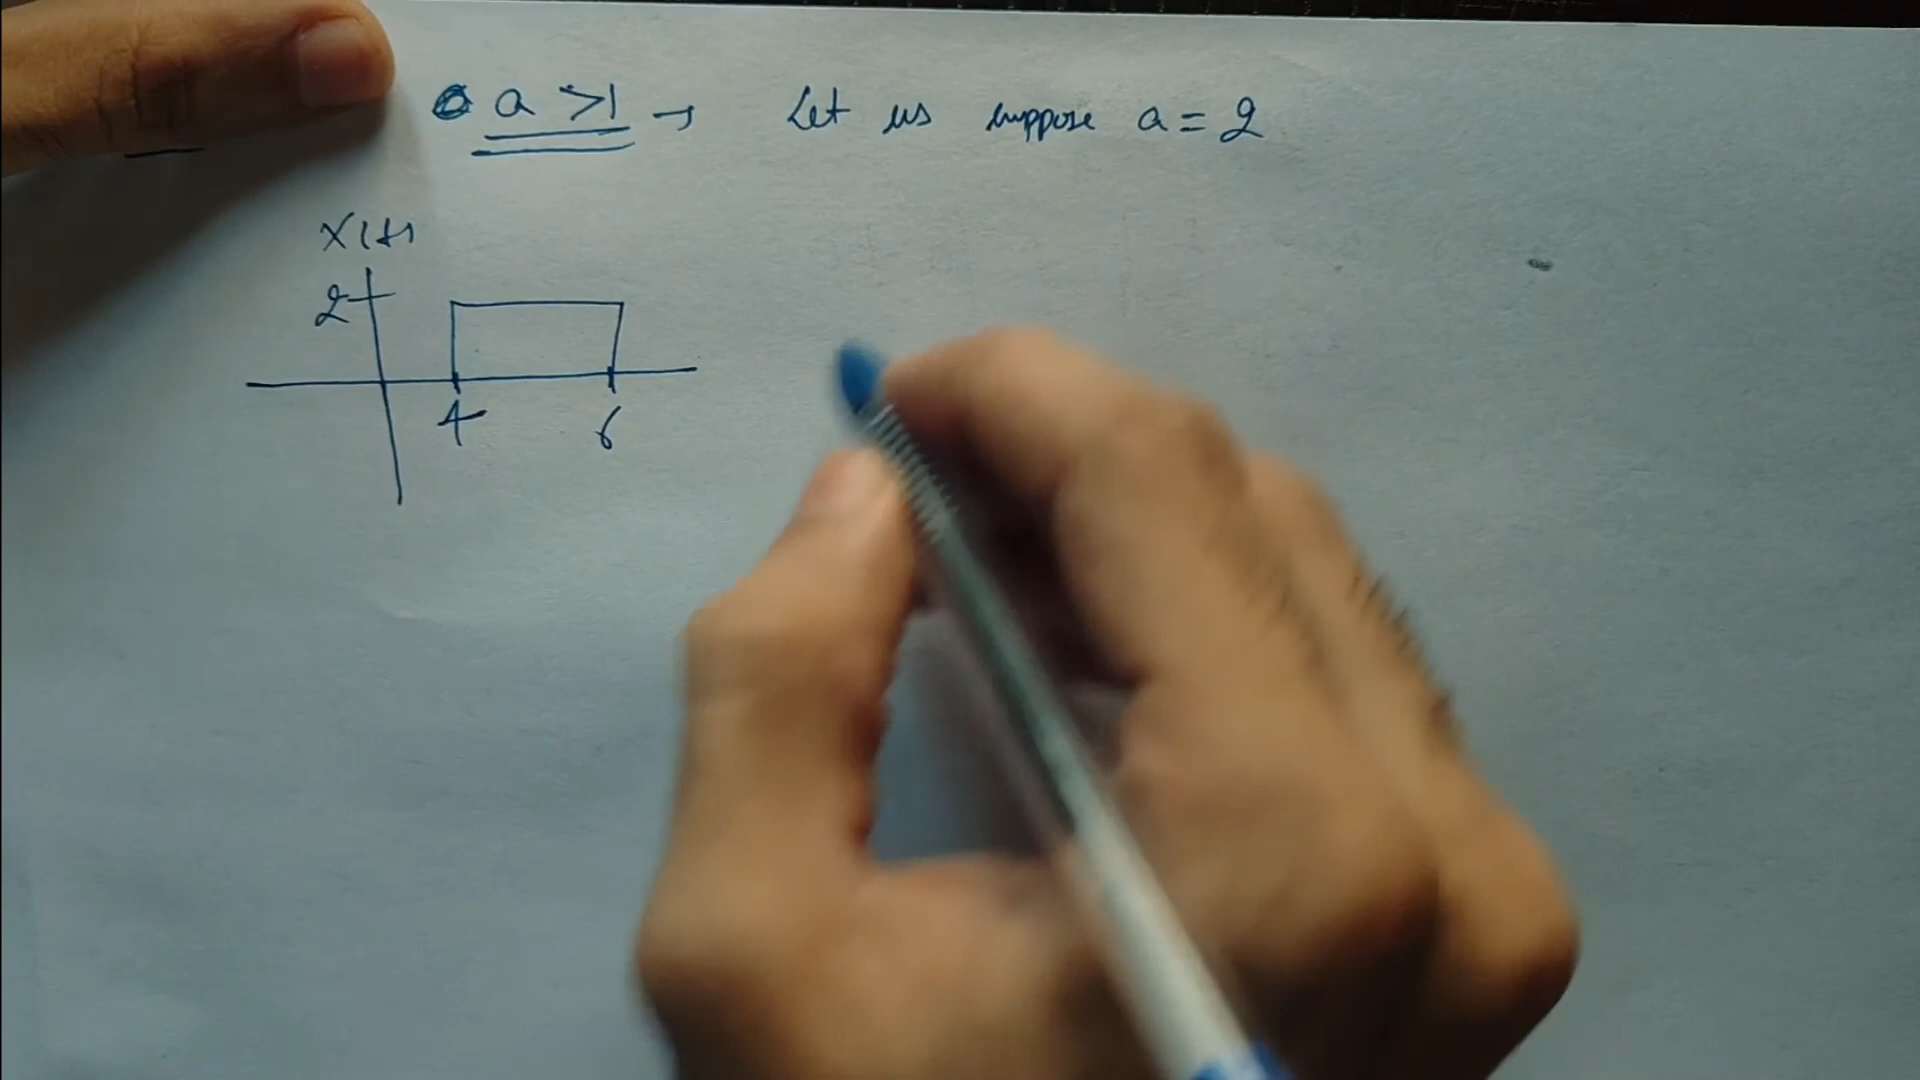 a >1 → Let us suppose a = 2
X(t)
2
4 6